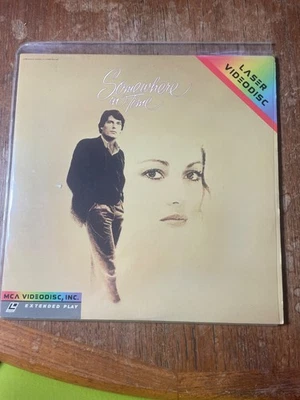 Somewhere
in Time
LASER
VIDEODISC
MCA VIDEODISC, INC.
EXTENDED PLAY